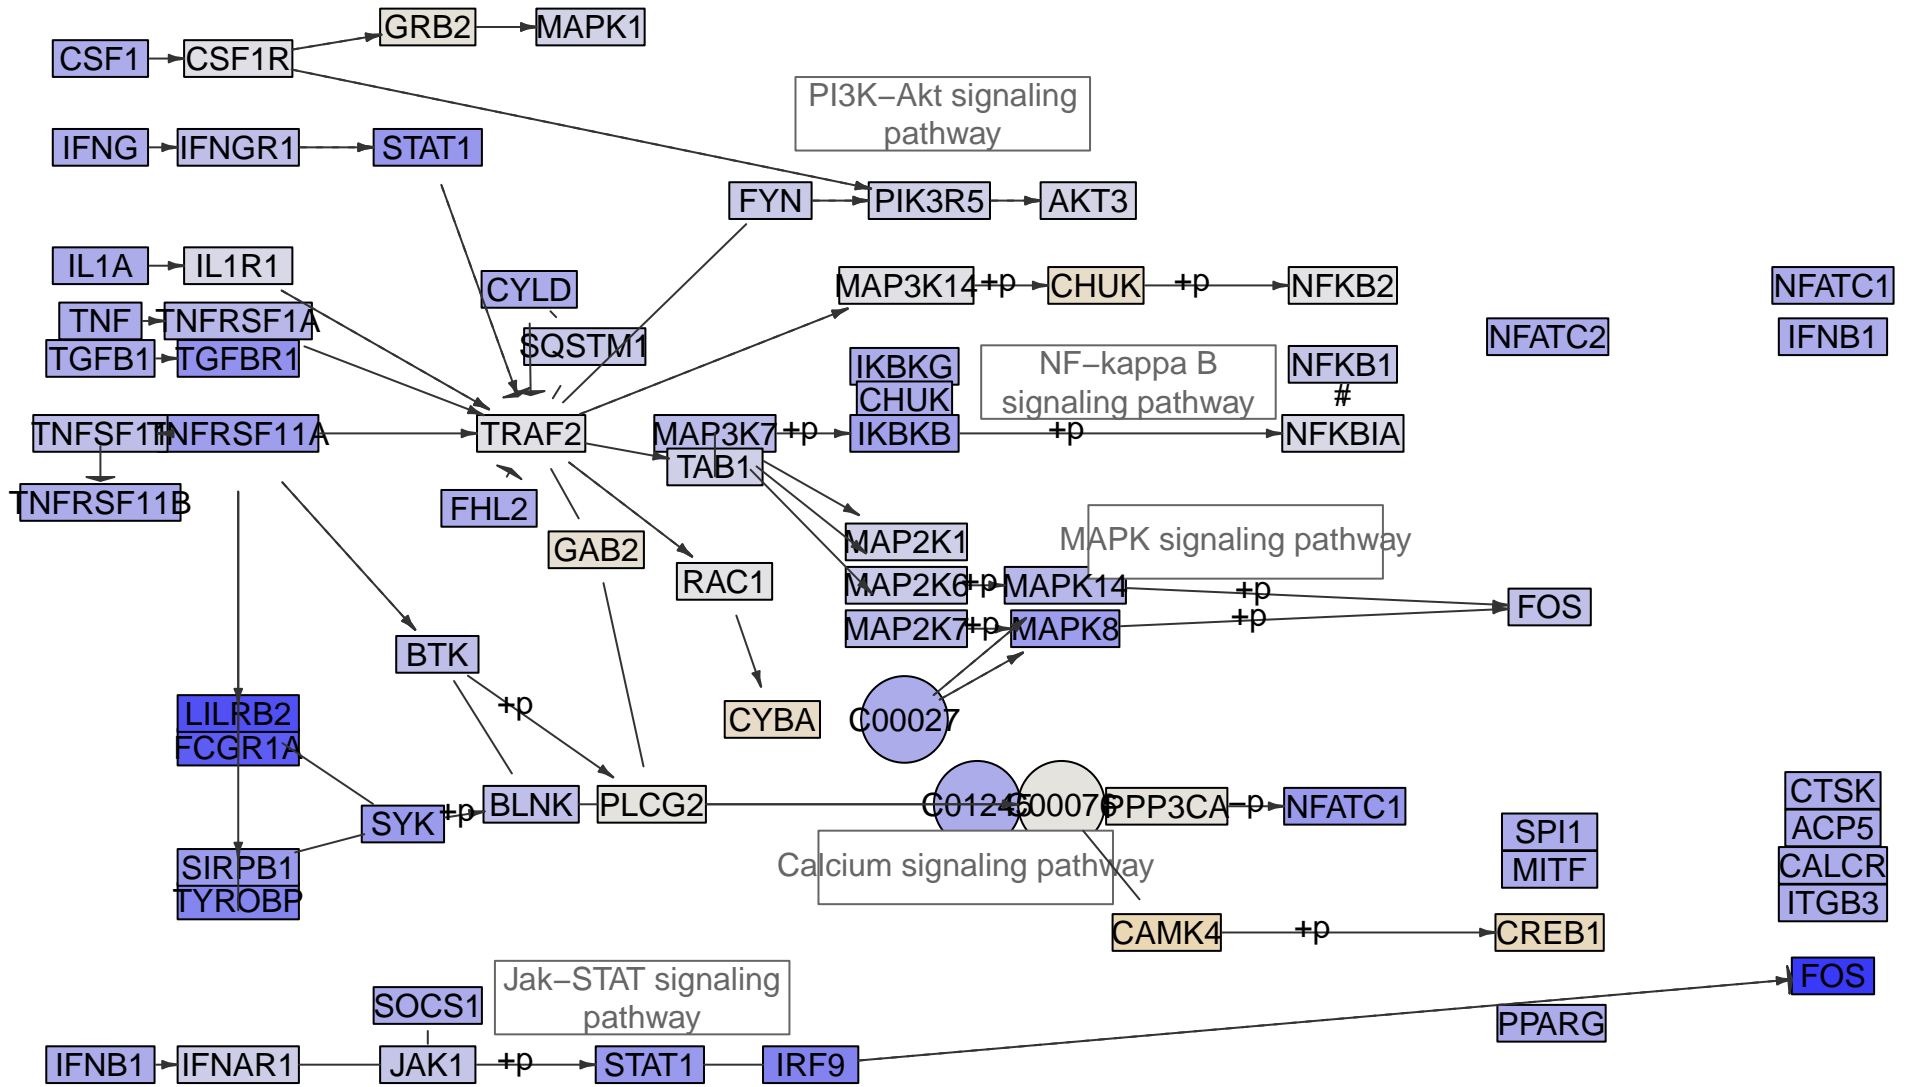 GRB2
MAPK1
CSF1
CSF1R
PI3K−Akt signaling
pathway
IFNG
IFNGR1
STAT1
FYN
PIK3R5
AKT3
IL1A
IL1R1
CYLD
MAP3K14
+p
CHUK
+p
NFKB2
NFATC1
TNF
TNFRSF1A
SQSTM1
NFATC2
IFNB1
TGFB1
TGFBR1
IKBKG
NF−kappa B
signaling pathway
NFKB1
#
CHUK
TNFRSF11A
TRAF2
MAP3K7
+p
IKBKB
+p
NFKBIA
TAB1
TNFRSF11B
FHL2
GAB2
MAP2K1
MAPK signaling pathway
RAC1
MAP2K6
+p
MAPK14
+p
FOS
MAP2K7
+p
MAPK8
+p
BTK
+p
LILRB2
FCGR1A
CYBA
C00027
SYK
+p
BLNK
PLCG2
C00076
PPP3CA
−p
NFATC1
CTSK
SPI1
ACP5
SIRPB1
Calcium signaling pathway
MITF
CALCR
TYROBP
ITGB3
CAMK4
+p
CREB1
Jak−STAT signaling
pathway
FOS
SOCS1
PPARG
IFNB1
IFNAR1
JAK1
+p
STAT1
IRF9